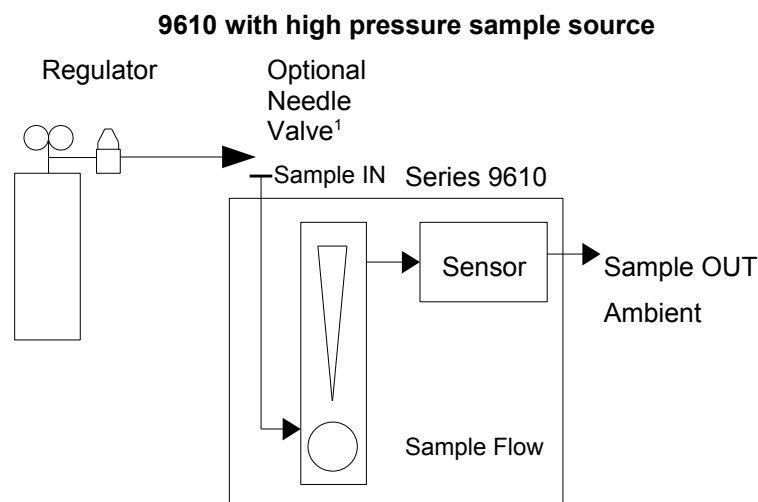 9610 with high pressure sample source
Regulator
Optional
Needle
Valve¹
Sample IN
Series 9610
Sensor
Sample OUT
Ambient
Sample Flow